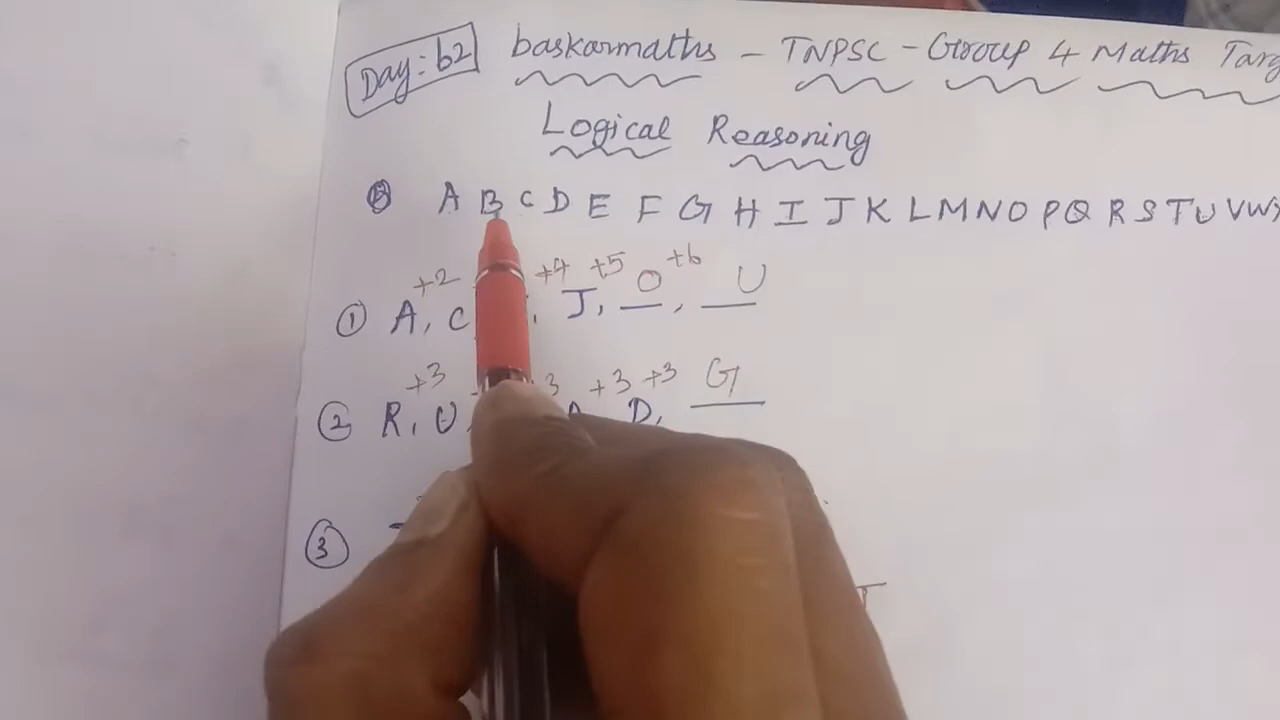 Day: 62 baskarmaths - TNPSC - Group 4 Maths Targ
Logical Reasoning
A B C D E F G H I J K L M N O P Q R S T U V W X
+2 +4 +5 +6
① A, C , J, O, U
+3 3 +3 +3
② R, U, A D, G
③